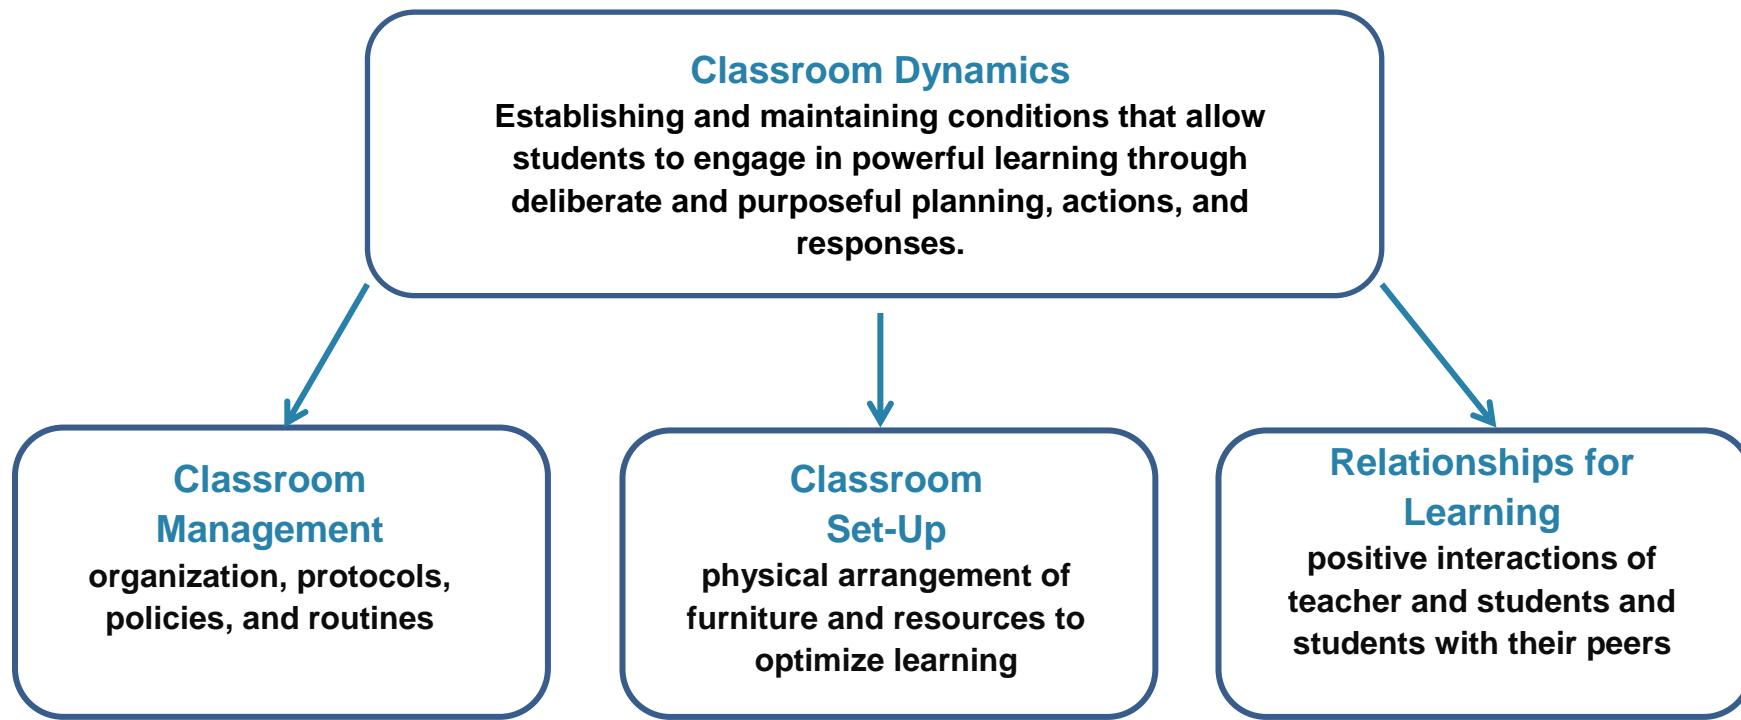 Classroom Dynamics
Establishing and maintaining conditions that allow
students to engage in powerful learning through
deliberate and purposeful planning, actions, and
responses.
Classroom
Management
organization, protocols,
policies, and routines
Classroom
Set-Up
physical arrangement of
furniture and resources to
optimize learning
Relationships for
Learning
positive interactions of
teacher and students and
students with their peers